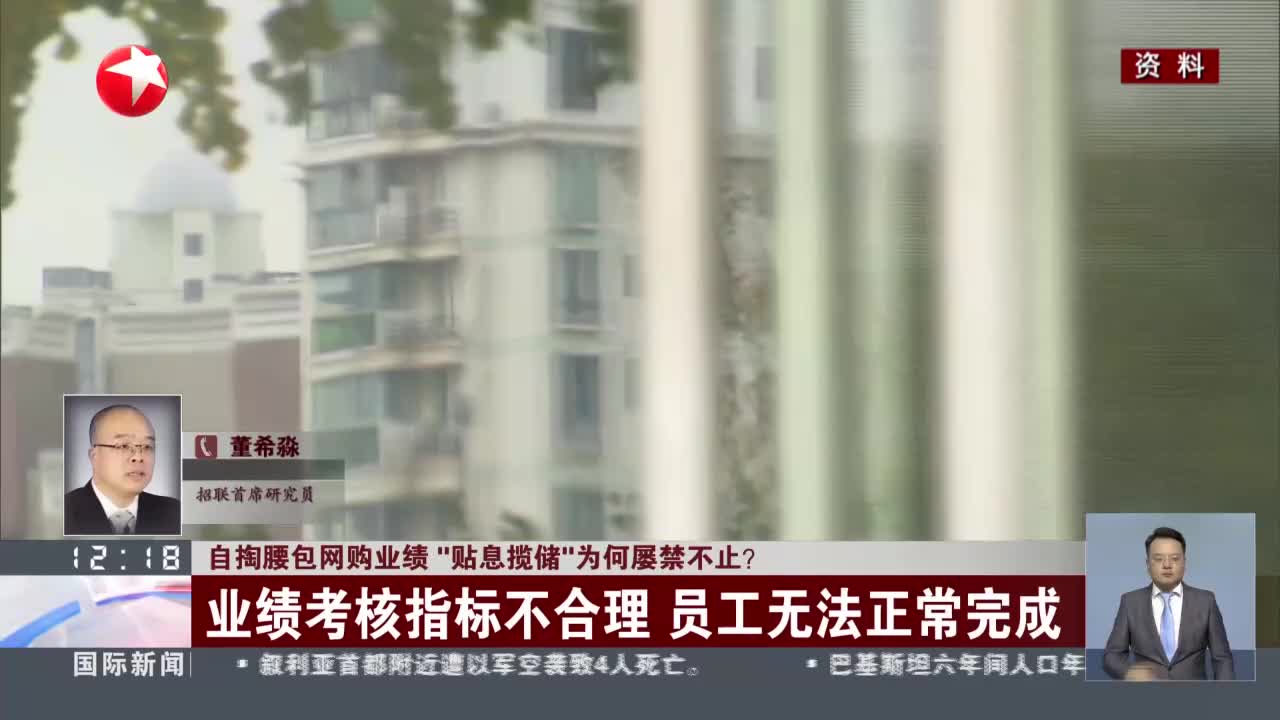 资料
董希淼
招联首席研究员
12:18
自掏腰包网购业绩 "贴息揽储"为何屡禁不止?
业绩考核指标不合理 员工无法正常完成
国际新闻
▪ 叙利亚首都附近遭以军空袭致4人死亡。 ▪ 巴基斯坦六年间人口年